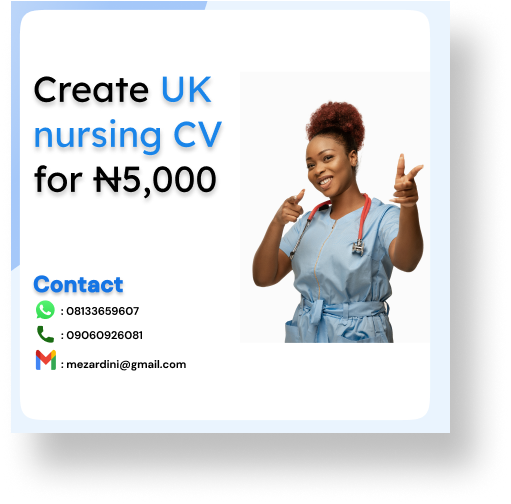 Create UK
nursing CV
for ₦5,000
Contact
: 08133659607
: 09060926081
: mezardini@gmail.com